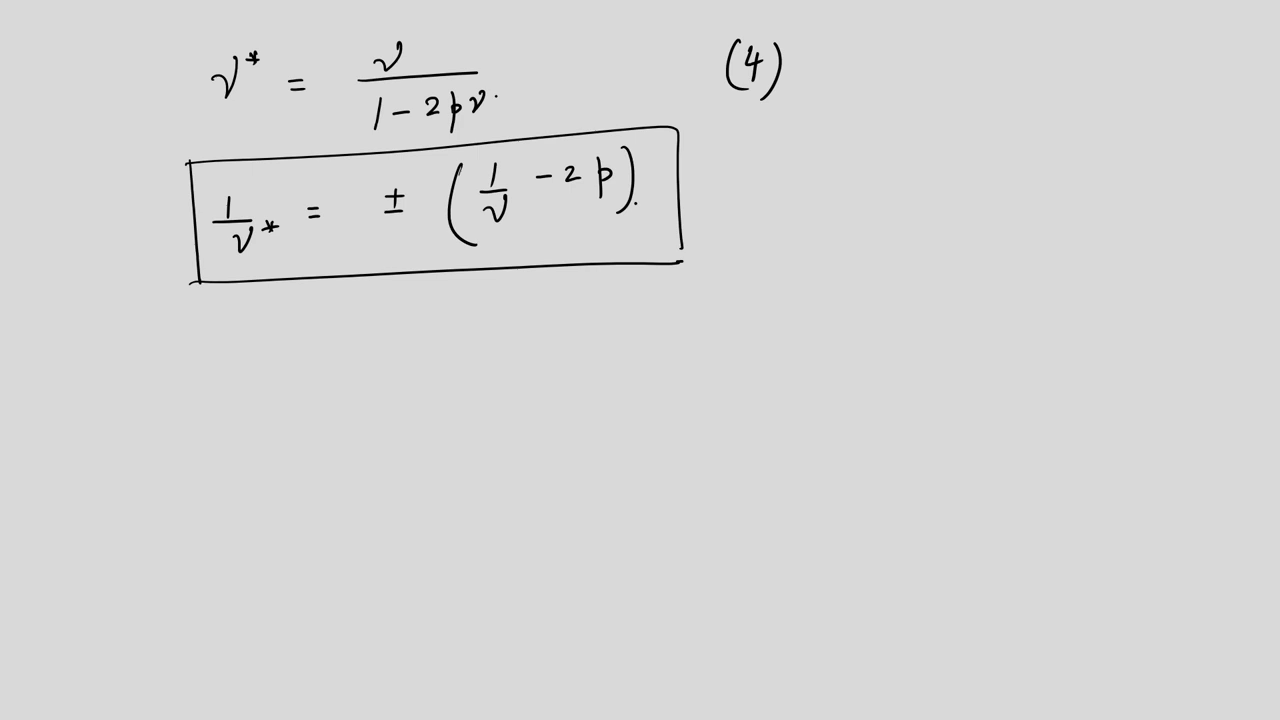 ν* = ν / (1 - 2pν). (4)
1/ν* = ± (1/ν - 2p).